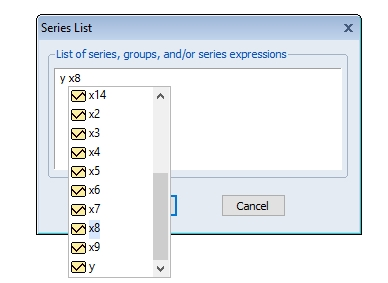 Series List
List of series, groups, and/or series expressions
y x8
x14
x2
x3
x4
x5
x6
x7
x8
x9
y
Cancel